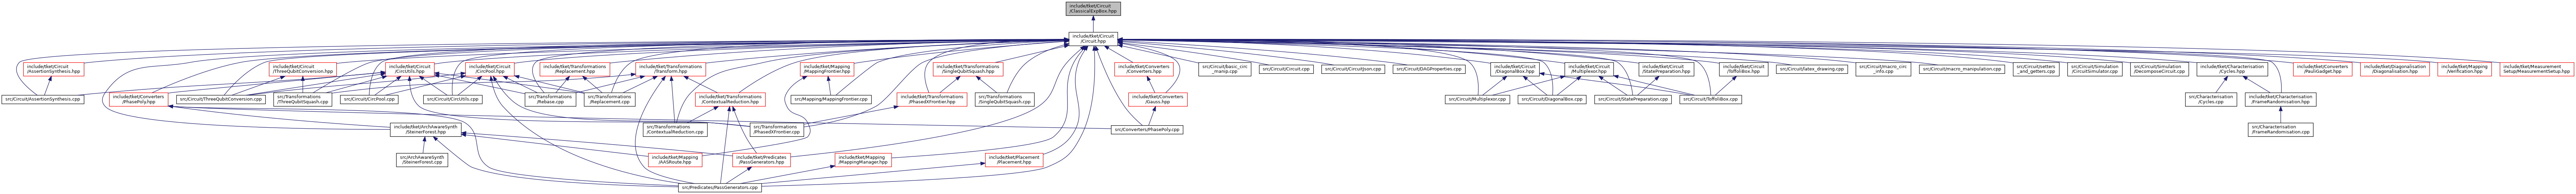 include/tket/Circuit
/ClassicalExpBox.hpp
include/tket/Circuit
/Circuit.hpp
include/tket/Circuit
/AssertionSynthesis.hpp
include/tket/Circuit
/ThreeQubitConversion.hpp
include/tket/Circuit
/CircUtils.hpp
include/tket/Circuit
/CircPool.hpp
include/tket/Transformations
/Replacement.hpp
include/tket/Transformations
/Transform.hpp
include/tket/Mapping
/MappingFrontier.hpp
include/tket/Transformations
/SingleQubitSquash.hpp
include/tket/Converters
/Converters.hpp
src/Circuit/basic_circ
_manip.cpp
src/Circuit/Circuit.cpp
src/Circuit/CircuitJson.cpp
src/Circuit/DAGProperties.cpp
include/tket/Circuit
/DiagonalBox.hpp
include/tket/Circuit
/Multiplexor.hpp
include/tket/Circuit
/StatePreparation.hpp
include/tket/Circuit
/ToffoliBox.hpp
src/Circuit/latex_drawing.cpp
src/Circuit/macro_circ
_info.cpp
src/Circuit/macro_manipulation.cpp
src/Circuit/setters
_and_getters.cpp
src/Circuit/Simulation
/CircuitSimulator.cpp
src/Circuit/Simulation
/DecomposeCircuit.cpp
include/tket/Characterisation
/Cycles.hpp
include/tket/Converters
/PauliGadget.hpp
include/tket/Diagonalisation
/Diagonalisation.hpp
include/tket/Mapping
/Verification.hpp
include/tket/Measurement
Setup/MeasurementSetup.hpp
src/Circuit/AssertionSynthesis.cpp
include/tket/Converters
/PhasePoly.hpp
src/Circuit/ThreeQubitConversion.cpp
src/Transformations
/ThreeQubitSquash.cpp
src/Circuit/CircPool.cpp
src/Circuit/CircUtils.cpp
src/Transformations
/Rebase.cpp
src/Transformations
/Replacement.cpp
include/tket/Transformations
/ContextualReduction.hpp
src/Mapping/MappingFrontier.cpp
include/tket/Transformations
/PhasedXFrontier.hpp
src/Transformations
/SingleQubitSquash.cpp
include/tket/Converters
/Gauss.hpp
src/Circuit/Multiplexor.cpp
src/Circuit/DiagonalBox.cpp
src/Circuit/StatePreparation.cpp
src/Circuit/ToffoliBox.cpp
src/Characterisation
/Cycles.cpp
include/tket/Characterisation
/FrameRandomisation.hpp
include/tket/ArchAwareSynth
/SteinerForest.hpp
src/Transformations
/ContextualReduction.cpp
src/Transformations
/PhasedXFrontier.cpp
src/Converters/PhasePoly.cpp
src/Characterisation
/FrameRandomisation.cpp
src/ArchAwareSynth
/SteinerForest.cpp
include/tket/Mapping
/AASRoute.hpp
include/tket/Predicates
/PassGenerators.hpp
include/tket/Mapping
/MappingManager.hpp
include/tket/Placement
/Placement.hpp
src/Predicates/PassGenerators.cpp